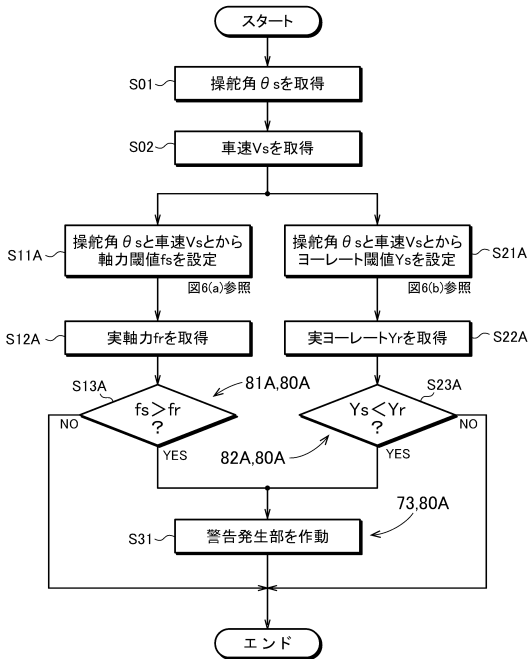 スタート
S01
操舵角θsを取得
S02
車速Vsを取得
S11A
操舵角θsと車速Vsとから
軸力閾値fsを設定
図6(a)参照
操舵角θsと車速Vsから
ヨーレート閾値Ysを設定
S21A
図6(b)参照
S12A
実軸力frを取得
実ヨーレートYrを取得
S22A
S13A
fs>fr
?
NO
YES
81A,80A
S23A
Ys<Yr
?
NO
YES
82A,80A
S31
警告発生部を作動
73,80A
エンド